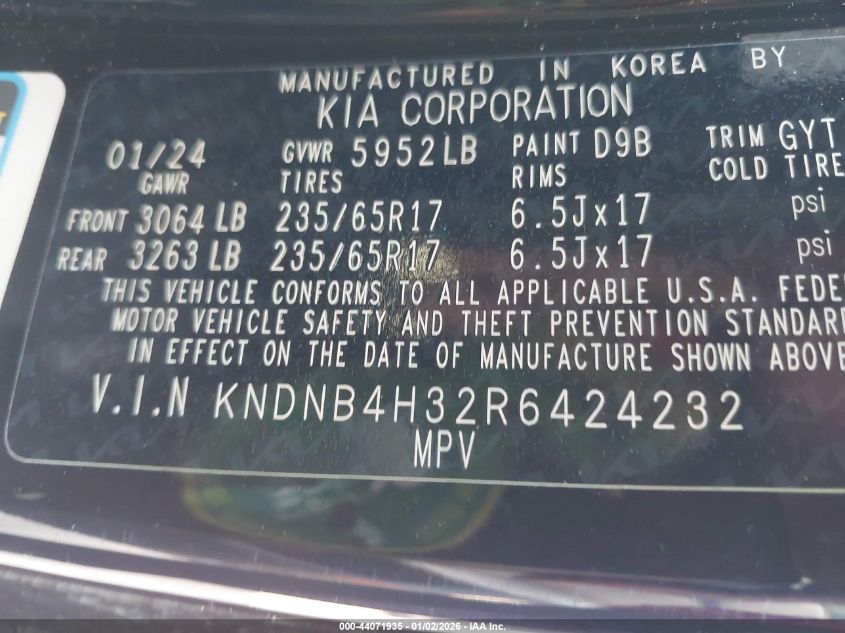 MANUFACTURED IN KOREA BY
KIA CORPORATION
01/24 GVWR 5952LB PAINT D9B TRIM GYT
GAWR TIRES RIMS COLD TIRE
FRONT 3064 LB 235/65R17 6.5Jx17 psi
REAR 3263 LB 235/65R17 6.5Jx17 psi
THIS VEHICLE CONFORMS TO ALL APPLICABLE U.S.A. FEDE
MOTOR VEHICLE SAFETY AND THEFT PREVENTION STANDAR
IN EFFECT ON THE DATE OF MANUFACTURE SHOWN ABOVE
V.I.N KNDNB4H32R6424232
MPV
000-44071935 - 01/02/2026 - IAA Inc.